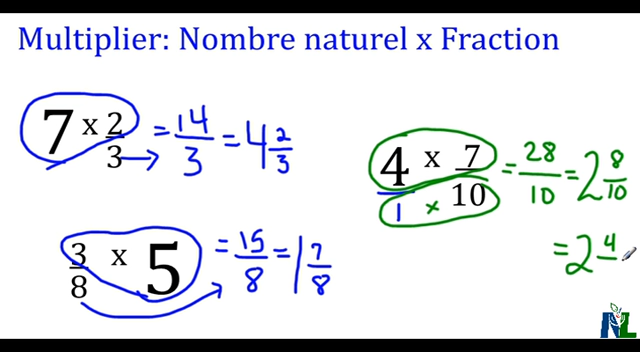 Multiplier: Nombre naturel x Fraction
7 x 2/3 = 14/3 = 4 2/3
3/8 x 5 = 15/8 = 1 7/8
4/1 x 7/10 = 28/10 = 2 8/10
= 2 4/
NL